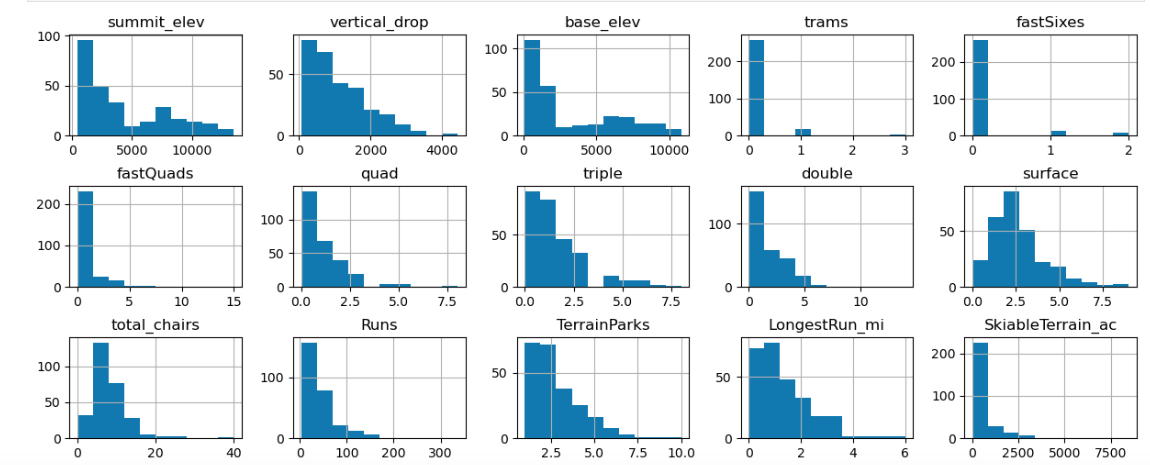 summit_elev vertical_drop base_elev trams fastSixes
100 50 0 50 0 100 50 0 200 100 0 200 100 0
0 5000 10000 0 2000 4000 0 5000 10000 0 1 2 3 0 1 2
fastQuads quad triple double surface
200 100 0 100 50 0 50 0 100 0 50 0
0 5 10 15 0.0 2.5 5.0 7.5 0.0 2.5 5.0 7.5 0 5 10 0.0 2.5 5.0 7.5
total_chairs Runs TerrainParks LongestRun_mi SkiableTerrain_ac
100 50 0 100 0 50 0 50 0 200 100 0
0 20 40 0 100 200 300 2.5 5.0 7.5 10.0 0 2 4 6 0 2500 5000 7500